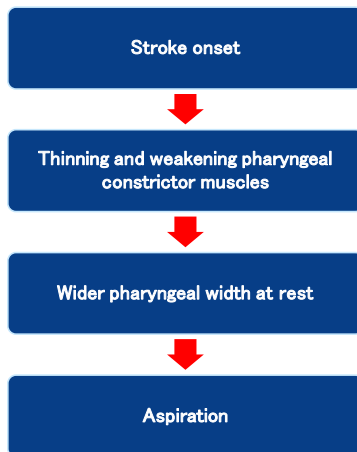 Stroke onset
Thinning and weakening pharyngeal
constrictor muscles
Wider pharyngeal width at rest
Aspiration